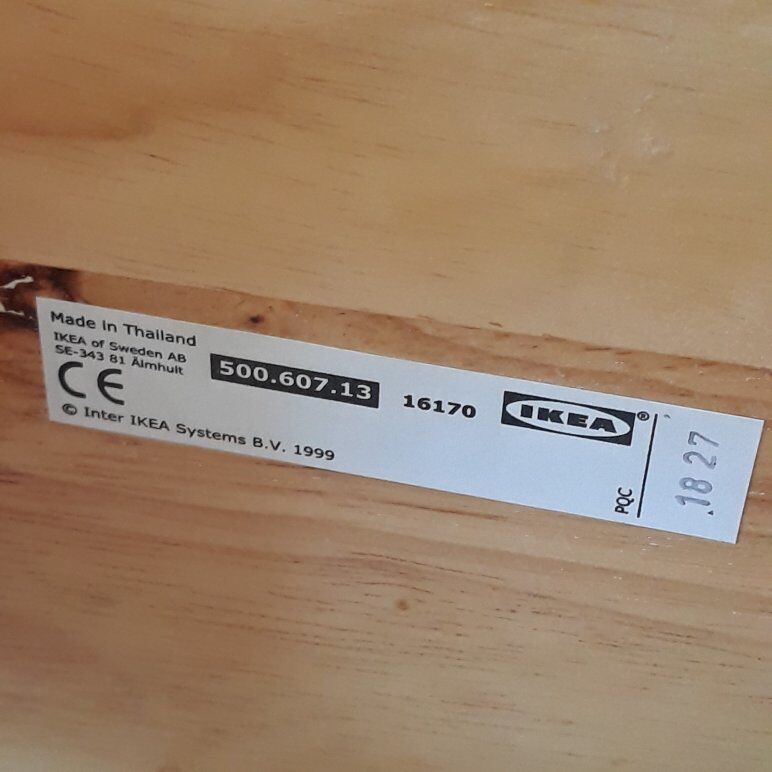 Made in Thailand
IKEA of Sweden AB
SE-343 81 Älmhult
CE
© Inter IKEA Systems B.V. 1999
500.607.13
16170
IKEA®
PQC
18 27